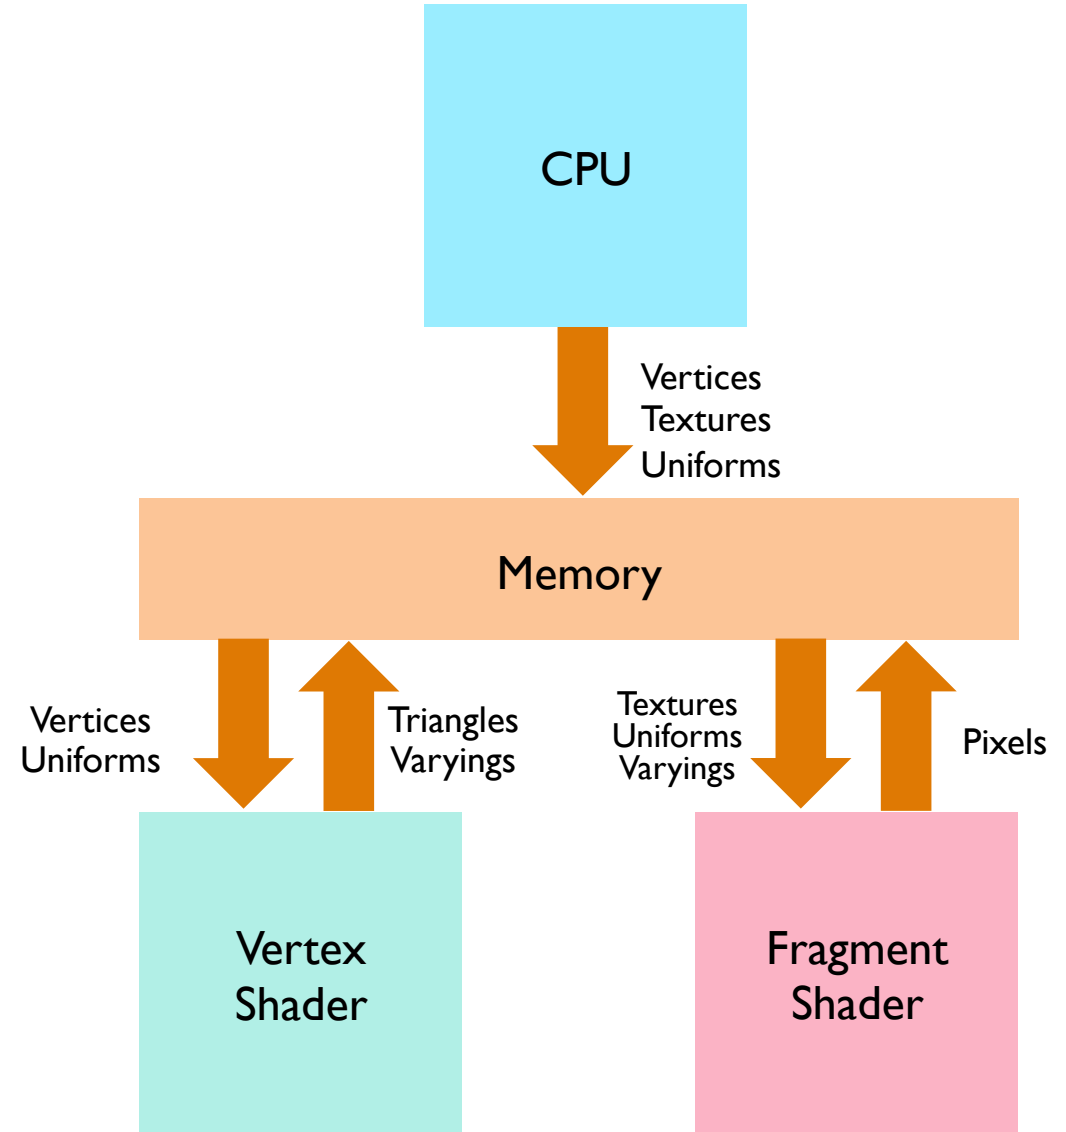 CPU
Vertices
Textures
Uniforms
Memory
Vertices
Uniforms
Triangles
Varyings
Textures
Uniforms
Varyings
Pixels
Vertex
Shader
Fragment
Shader